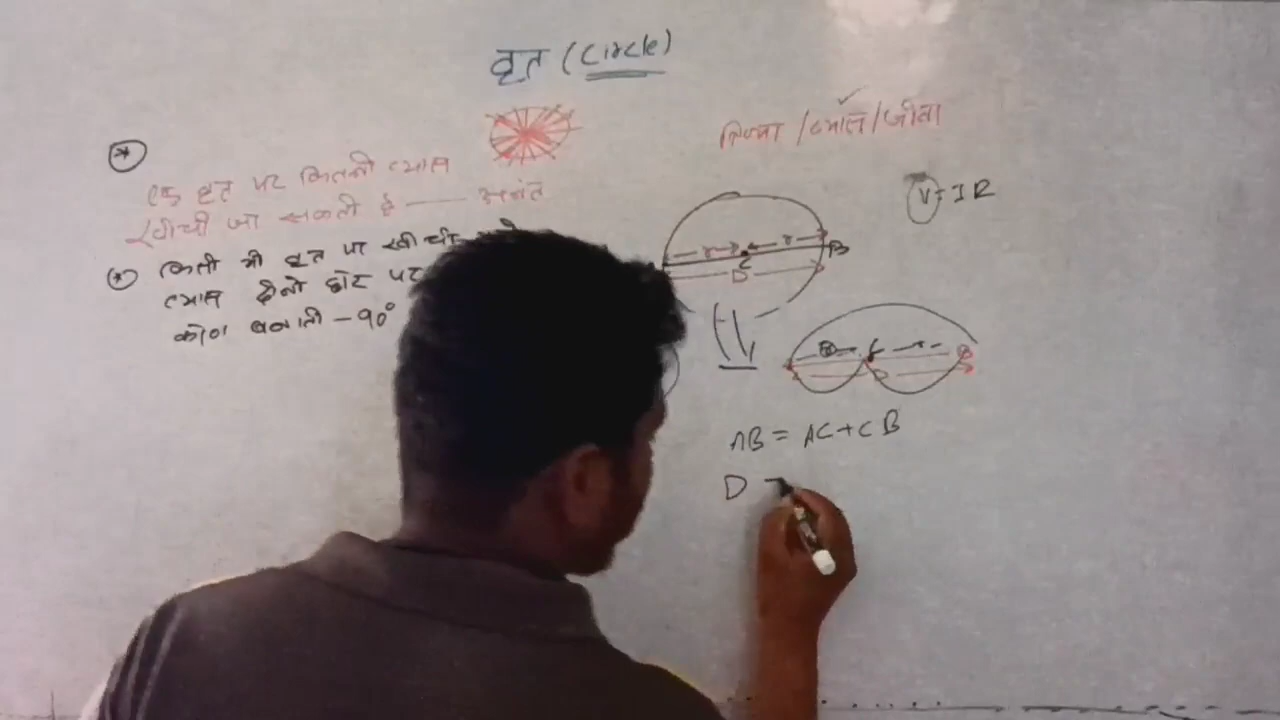 वृत (Circle)
त्रिज्या / व्यास / जीवा
*
एक वृत पर कितनी व्यास
खीची जा सकती है —— अनंत
V = IR
* किसी भी वृत पर खीची
व्यास दोनो छोर पर
कोण बनाती - 90°
r r B
C
D
C r B
D
AB = AC + CB
D =